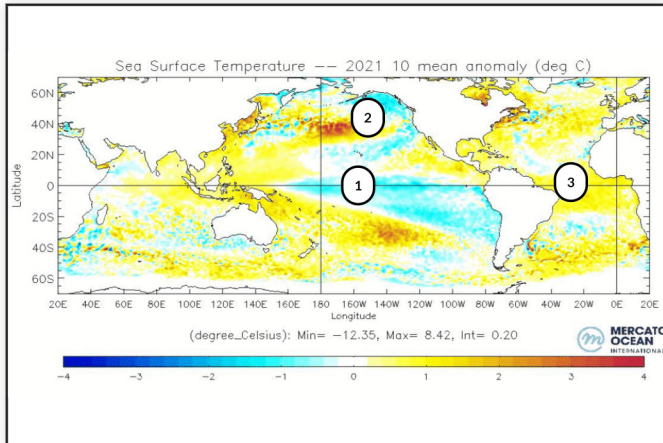 Sea Surface Temperature –– 2021 10 mean anomaly (deg C)
60N
40N
20N
0
20S
40S
60S
Latitude
2
1
3
20E 40E 60E 80E 100E 120E 140E 160E 180 160W 140W 120W 100W 80W 60W 40W 20W 0 20E
Longitude
(degree_Celsius): Min= −12.35, Max= 8.42, Int= 0.20
MERCATO
OCEAN
INTERNATIONAL
−4 −3 −2 −1 0 1 2 3 4